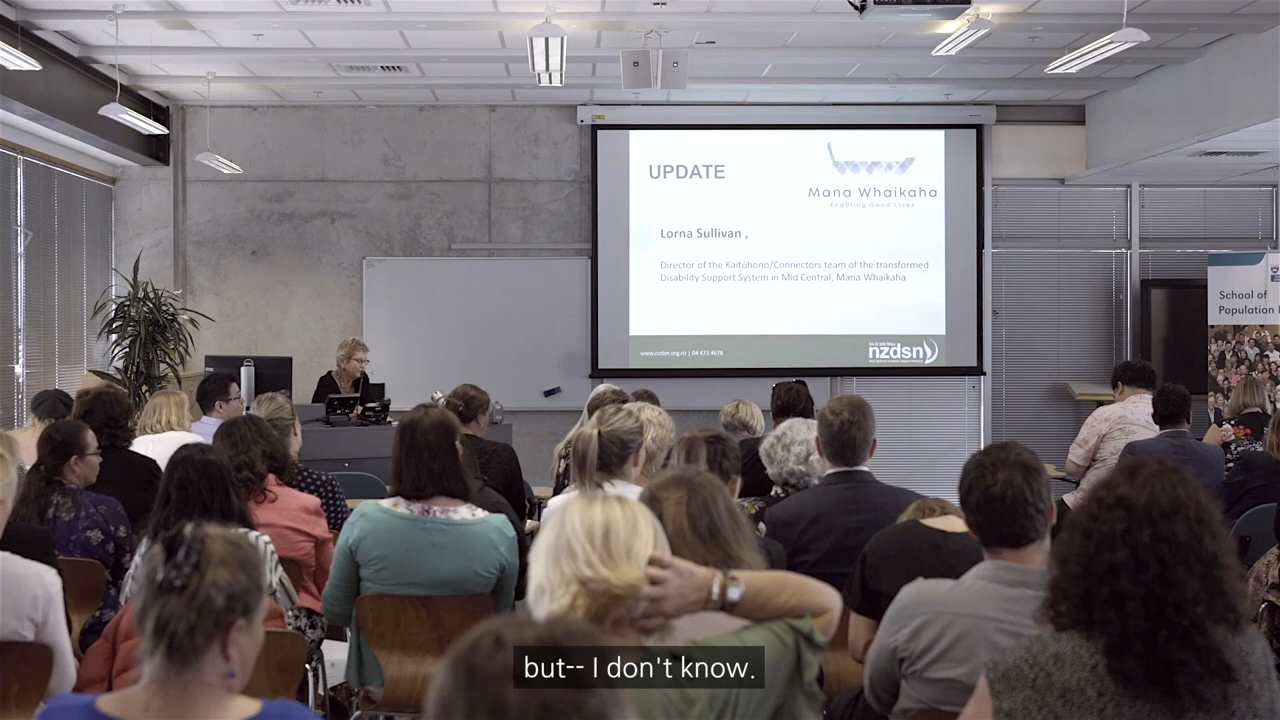 UPDATE
Mana Whaikaha
Enabling Good Lives
Lorna Sullivan ,
Director of the Kaitūhono/Connectors team of the transformed
Disability Support System in Mid Central, Mana Whaikaha
www.nzdsn.org.nz | 04 473 4678
nzdsn
School of
Population
but-- I don't know.